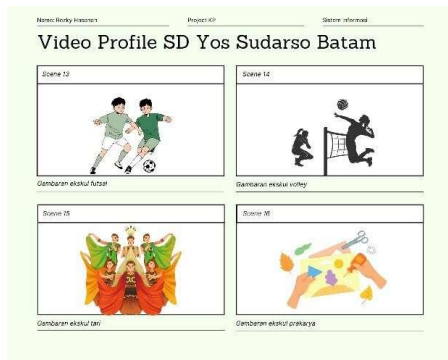 Nama: Rezky Hasanan
Project KP
Sistem Informasi
Video Profile SD Yos Sudarso Batam
Scene 13
Scene 14
Gambaran ekskul futsal
Gambaran ekskul volley
Scene 15
Scene 16
Gambaran ekskul tari
Gambaran ekskul prakarya